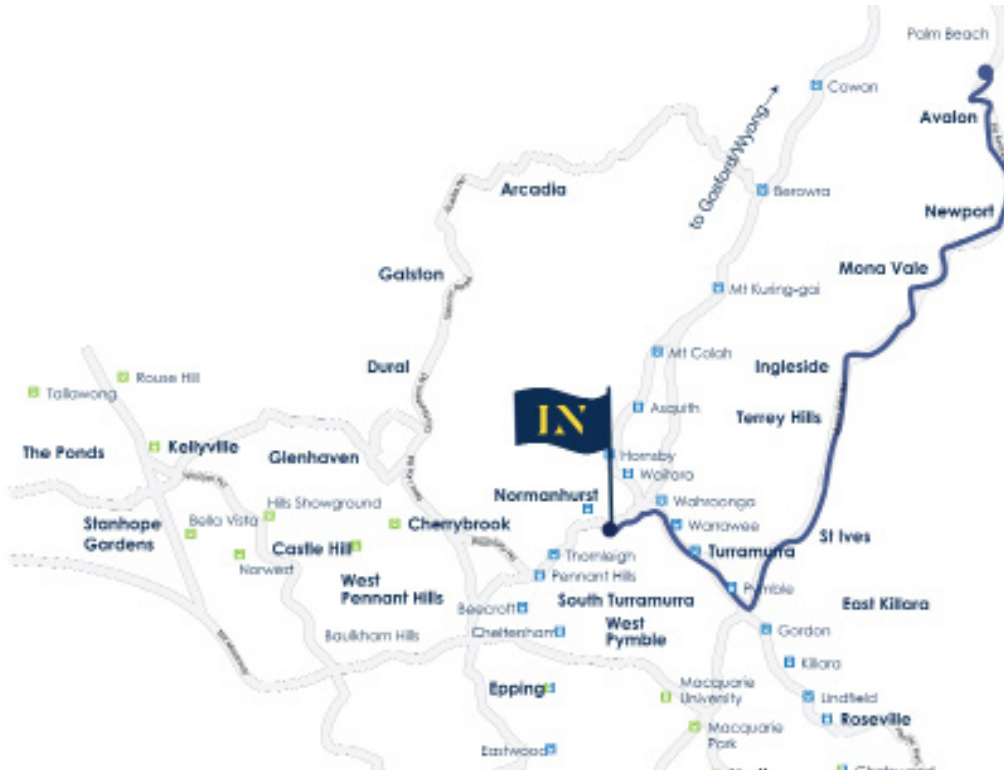 Palm Beach
Cowan
Avalon
to Gosford/Wyong
Arcadia
Berowra
Newport
Galston
Mona Vale
Mt Kuring-gai
Mt Colah
Dural
Ingleside
Rouse Hill
Tallawong
Asquith
IN
Terrey Hills
Kellyville
The Ponds
Glenhaven
Hornsby
Waitara
Normanhurst
Wahroonga
Hills Showground
Bella Vista
Stanhope
Gardens
Cherrybrook
Warrawee
St Ives
Castle Hill
Turramurra
Thornleigh
Norwest
Pennant Hills
West
Pennant Hills
Pymble
South Turramurra
East Killara
Beecroft
West
Pymble
Baulkham Hills
Cheltenham
Gordon
Killara
Epping
Macquarie
University
Lindfield
Roseville
Macquarie
Park
Eastwood